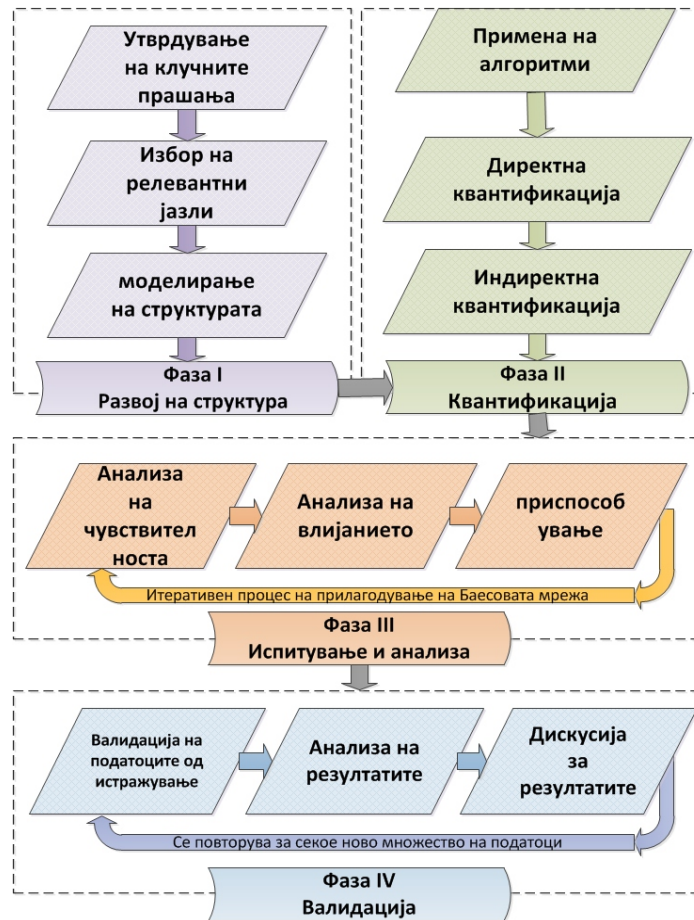 Утврдување
на клучните
прашања
Избор на
релевантни
јазли
моделирање
на структурата
Фаза I
Развој на структура
Примена на
алгоритми
Директна
квантификација
Индиректна
квантификација
Фаза II
Квантификација
Анализа
на
чувствител
носта
Анализа на
влијанието
приспособ
ување
Итеративен процес на прилагодување на Баесовата мрежа
Фаза III
Испитување и анализа
Валидација на
податоците од
истражување
Анализа на
резултатите
Дискусија
за
резултатите
Се повторува за секое ново множество на податоци
Фаза IV
Валидација